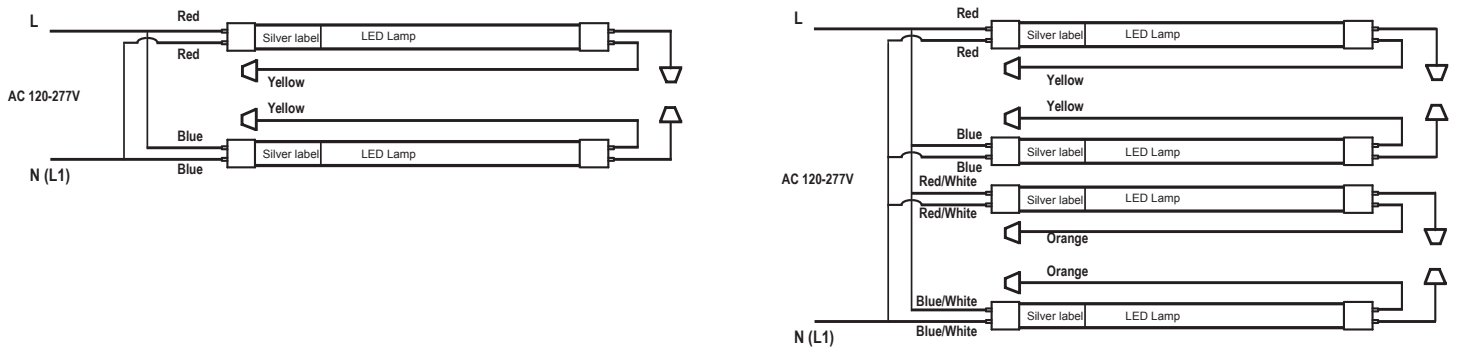 L
Red
Silver label
LED Lamp
Red
Yellow
AC 120-277V
Yellow
Blue
Silver label
LED Lamp
Blue
N (L1)
L
Red
Silver label
LED Lamp
Red
Yellow
Yellow
Blue
Silver label
LED Lamp
Blue
AC 120-277V
Red/White
Silver label
LED Lamp
Red/White
Orange
Orange
Blue/White
Silver label
LED Lamp
Blue/White
N (L1)